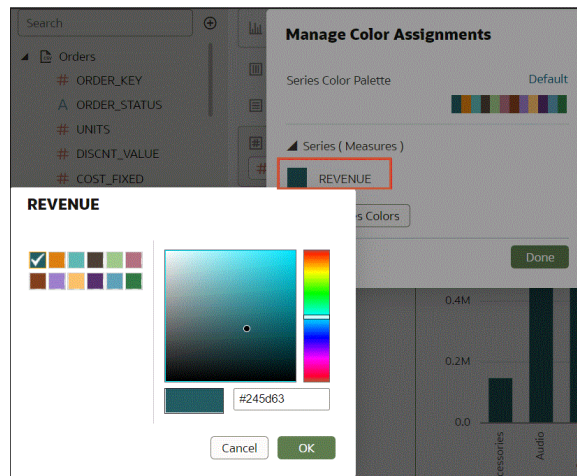 Search
Orders
# ORDER_KEY
A ORDER_STATUS
# UNITS
# DISCNT_VALUE
# COST_FIXED
Manage Color Assignments
Series Color Palette
Default
Series ( Measures )
REVENUE
s Colors
Done
REVENUE
#245d63
Cancel
OK
0.4M
0.2M
0.0
cessories
Audio